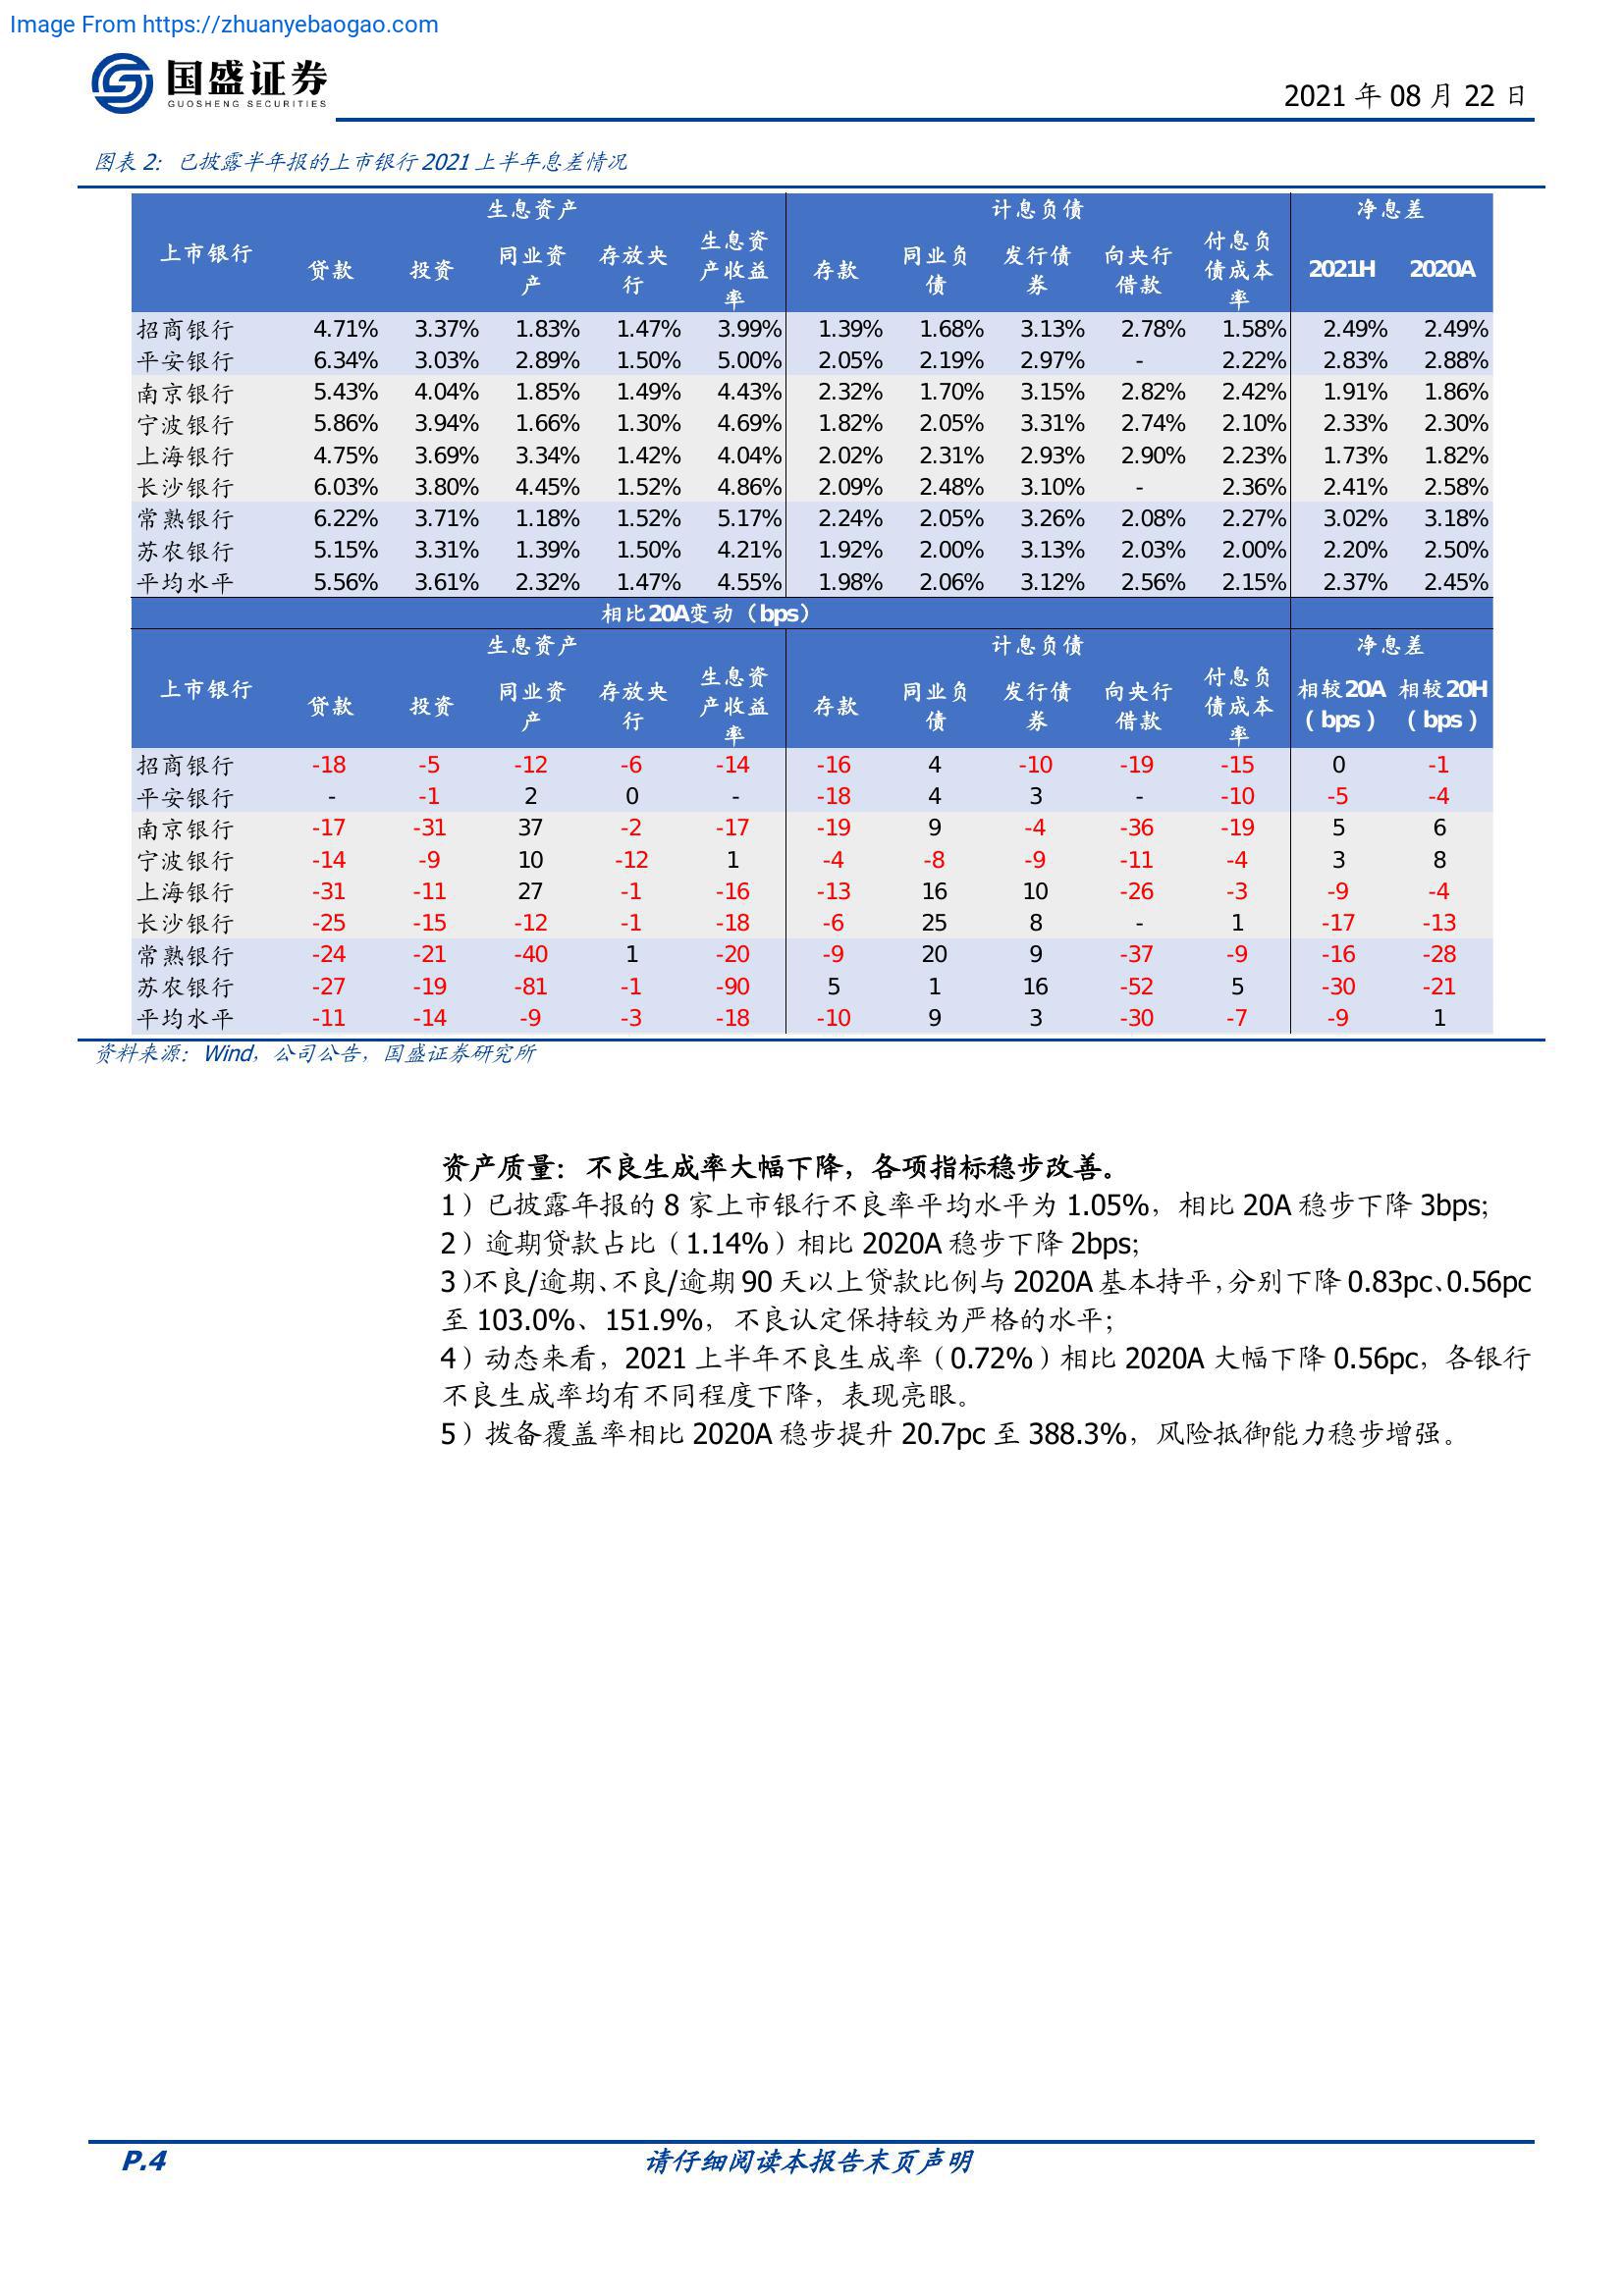 Image From https://zhuanyebaogao.com
国盛证券
GUOSHENG SECURITIES
2021 年 08 月 22 日
图表 2: 已披露半年报的上市银行 2021 上半年息差情况
生息资产 计息负债 净息差
上市银行 贷款 投资 同业资产 存放央行 生息资产收益率 存款 同业负债 发行债券 向央行借款 付息负债成本率 2021H 2020A
招商银行 4.71% 3.37% 1.83% 1.47% 3.99% 1.39% 1.68% 3.13% 2.78% 1.58% 2.49% 2.49%
平安银行 6.34% 3.03% 2.89% 1.50% 5.00% 2.05% 2.19% 2.97% - 2.22% 2.83% 2.88%
南京银行 5.43% 4.04% 1.85% 1.49% 4.43% 2.32% 1.70% 3.15% 2.82% 2.42% 1.91% 1.86%
宁波银行 5.86% 3.94% 1.66% 1.30% 4.69% 1.82% 2.05% 3.31% 2.74% 2.10% 2.33% 2.30%
上海银行 4.75% 3.69% 3.34% 1.42% 4.04% 2.02% 2.31% 2.93% 2.90% 2.23% 1.73% 1.82%
长沙银行 6.03% 3.80% 4.45% 1.52% 4.86% 2.09% 2.48% 3.10% - 2.36% 2.41% 2.58%
常熟银行 6.22% 3.71% 1.18% 1.52% 5.17% 2.24% 2.05% 3.26% 2.08% 2.27% 3.02% 3.18%
苏农银行 5.15% 3.31% 1.39% 1.50% 4.21% 1.92% 2.00% 3.13% 2.03% 2.00% 2.20% 2.50%
平均水平 5.56% 3.61% 2.32% 1.47% 4.55% 1.98% 2.06% 3.12% 2.56% 2.15% 2.37% 2.45%
相比20A变动（bps）
生息资产 计息负债 净息差
上市银行 贷款 投资 同业资产 存放央行 生息资产收益率 存款 同业负债 发行债券 向央行借款 付息负债成本率 相较20A（bps） 相较20H（bps）
招商银行 -18 -5 -12 -6 -14 -16 4 -10 -19 -15 0 -1
平安银行 - -1 2 0 - -18 4 3 - -10 -5 -4
南京银行 -17 -31 37 -2 -17 -19 9 -4 -36 -19 5 6
宁波银行 -14 -9 10 -12 1 -4 -8 -9 -11 -4 3 8
上海银行 -31 -11 27 -1 -16 -13 16 10 -26 -3 -9 -4
长沙银行 -25 -15 -12 -1 -18 -6 25 8 - 1 -17 -13
常熟银行 -24 -21 -40 1 -20 -9 20 9 -37 -9 -16 -28
苏农银行 -27 -19 -81 -1 -90 5 1 16 -52 5 -30 -21
平均水平 -11 -14 -9 -3 -18 -10 9 3 -30 -7 -9 1
资料来源：Wind，公司公告，国盛证券研究所
资产质量：不良生成率大幅下降，各项指标稳步改善。
1）已披露年报的 8 家上市银行不良率平均水平为 1.05%，相比 20A 稳步下降 3bps;
2）逾期贷款占比（1.14%）相比 2020A 稳步下降 2bps;
3）不良/逾期、不良/逾期 90 天以上贷款比例与 2020A 基本持平，分别下降 0.83pc、0.56pc
至 103.0%、151.9%，不良认定保持较为严格的水平；
4）动态来看，2021 上半年不良生成率（0.72%）相比 2020A 大幅下降 0.56pc，各银行
不良生成率均有不同程度下降，表现亮眼。
5）拨备覆盖率相比 2020A 稳步提升 20.7pc 至 388.3%，风险抵御能力稳步增强。
P.4 请仔细阅读本报告末页声明